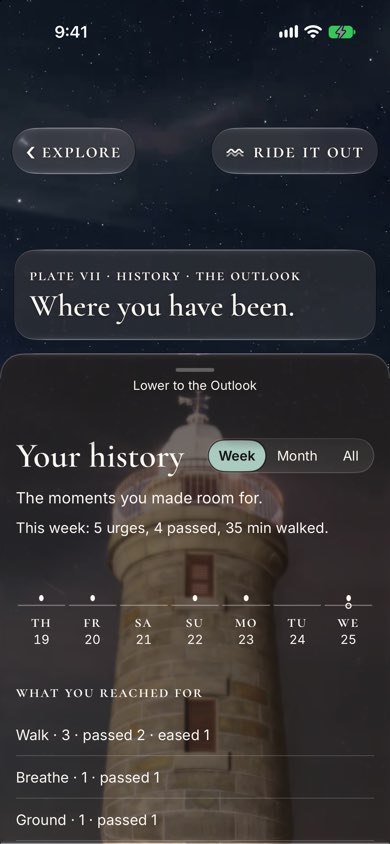 9:41
EXPLORE
RIDE IT OUT
PLATE VII · HISTORY · THE OUTLOOK
Where you have been.
Lower to the Outlook
Your history
Week Month All
The moments you made room for.
This week: 5 urges, 4 passed, 35 min walked.
TH FR SA SU MO TU WE
19 20 21 22 23 24 25
WHAT YOU REACHED FOR
Walk · 3 · passed 2 · eased 1
Breathe · 1 · passed 1
Ground · 1 · passed 1